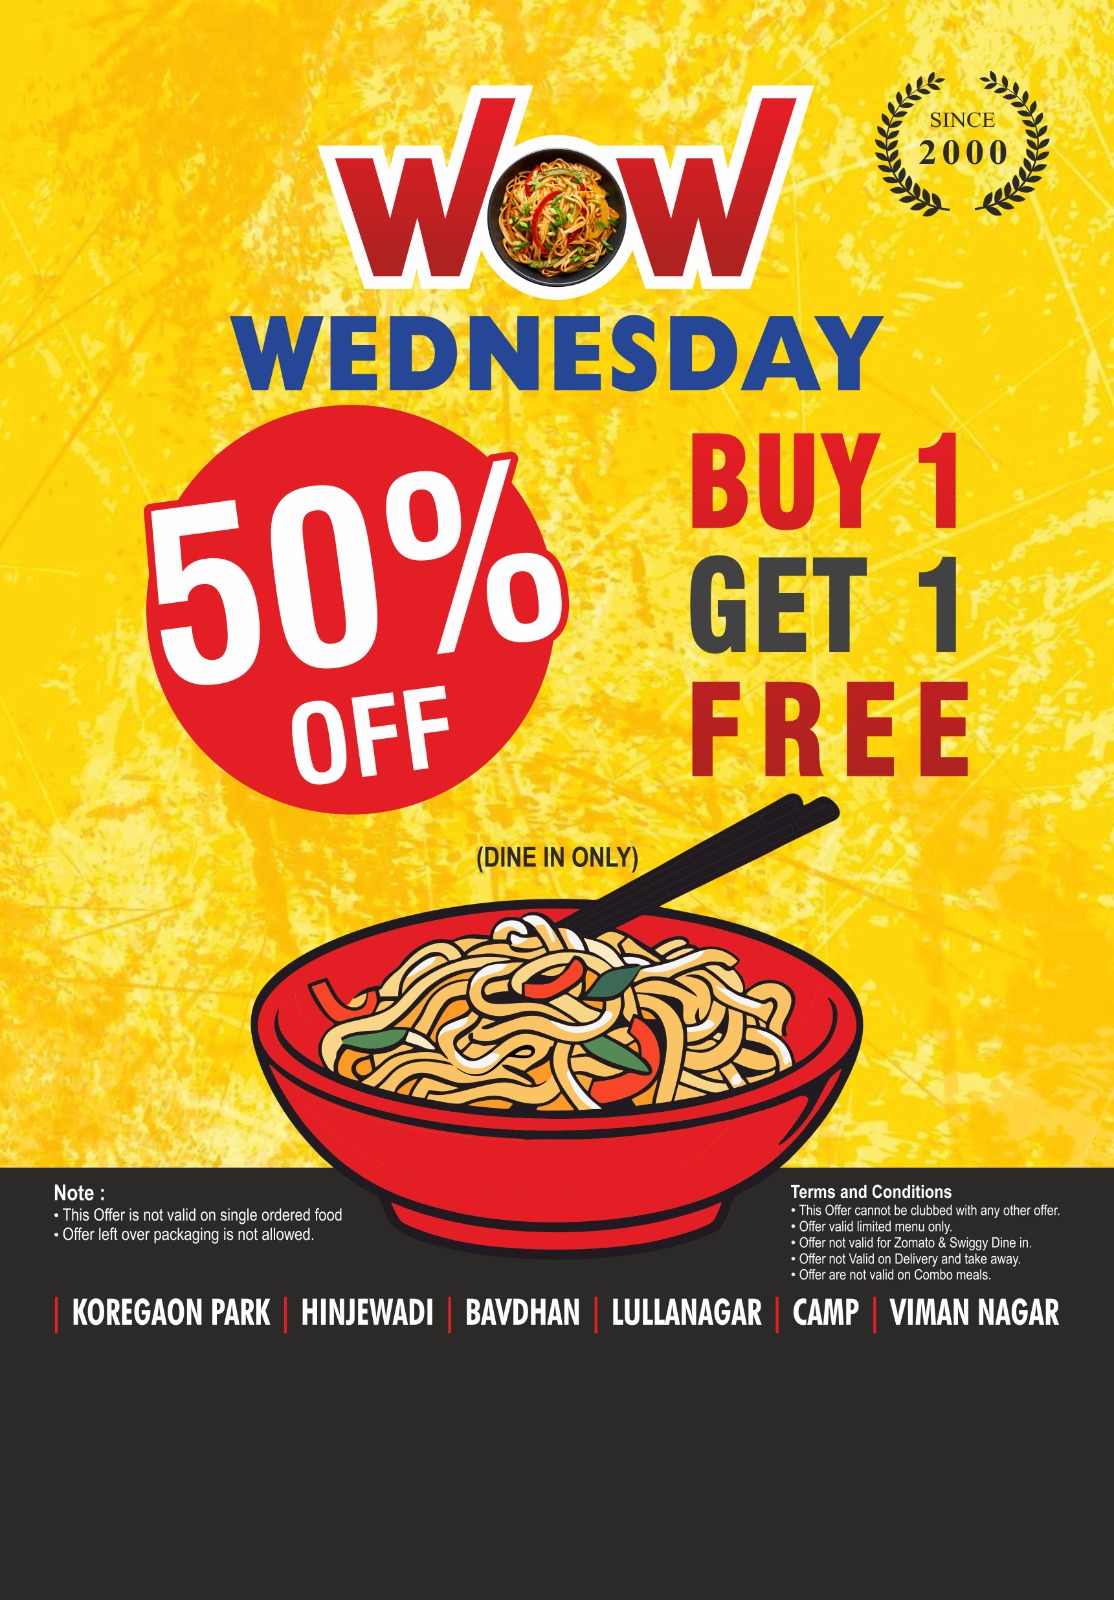 SINCE
2000
WOW
WEDNESDAY
50%
OFF
BUY 1
GET 1
FREE
(DINE IN ONLY)
Note :
• This Offer is not valid on single ordered food
• Offer left over packaging is not allowed.
Terms and Conditions
• This Offer cannot be clubbed with any other offer.
• Offer valid limited menu only.
• Offer not valid for Zomato & Swiggy Dine in.
• Offer not Valid on Delivery and take away.
• Offer are not valid on Combo meals.
| KOREGAON PARK | HINJEWADI | BAVDHAN | LULLANAGAR | CAMP | VIMAN NAGAR